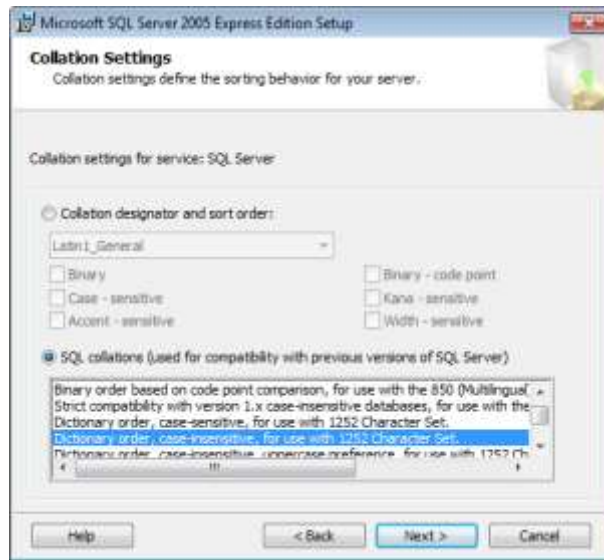 Microsoft SQL Server 2005 Express Edition Setup
Collation Settings
Collation settings define the sorting behavior for your server.
Collation settings for service: SQL Server
Collation designator and sort order:
Latin1_General
Binary
Binary - code point
Case - sensitive
Kana - sensitive
Accent - sensitive
Width - sensitive
SQL collations (used for compatibility with previous versions of SQL Server)
Binary order based on code point comparison, for use with the 850 (Multilingual)
Strict compatibility with version 1.x case-insensitive databases, for use with the
Dictionary order, case-sensitive, for use with 1252 Character Set.
Dictionary order, case-insensitive, for use with 1252 Character Set.
Dictionary order, case-insensitive, uppercase preference, for use with 1252 Ch
Help
< Back
Next >
Cancel